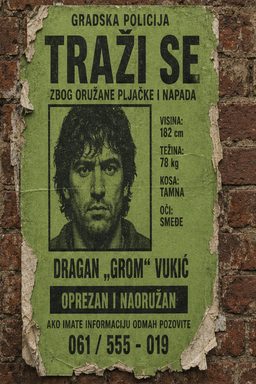 GRADSKA POLICIJA
TRAŽI SE
ZBOG ORUŽANE PLJAČKE I NAPADA
VISINA:
182 cm
TEŽINA:
78 kg
KOSA:
TAMNA
OČI:
SMEĐE
DRAGAN „GROM“ VUKIĆ
OPREZAN I NAORUŽAN
AKO IMATE INFORMACIJU ODMAH POZOVITE
061 / 555 - 019